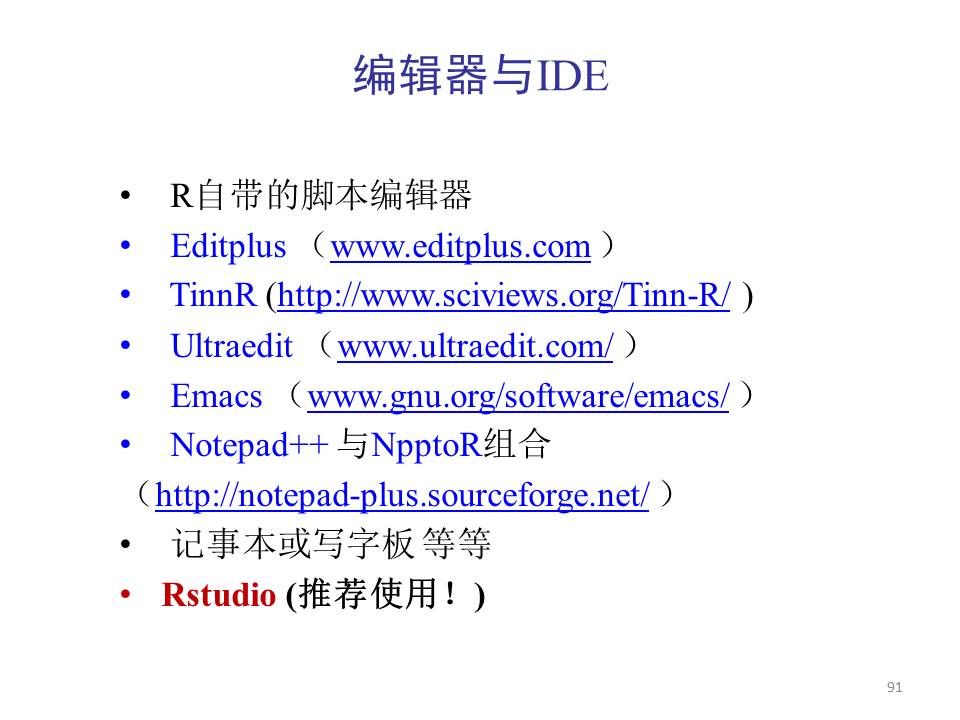 编辑器与IDE
• R自带的脚本编辑器
• Editplus （www.editplus.com ）
• TinnR (http://www.sciviews.org/Tinn-R/ )
• Ultraedit （www.ultraedit.com/ ）
• Emacs （www.gnu.org/software/emacs/ ）
• Notepad++ 与NpptoR组合
（http://notepad-plus.sourceforge.net/ ）
• 记事本或写字板 等等
• Rstudio (推荐使用！)
91